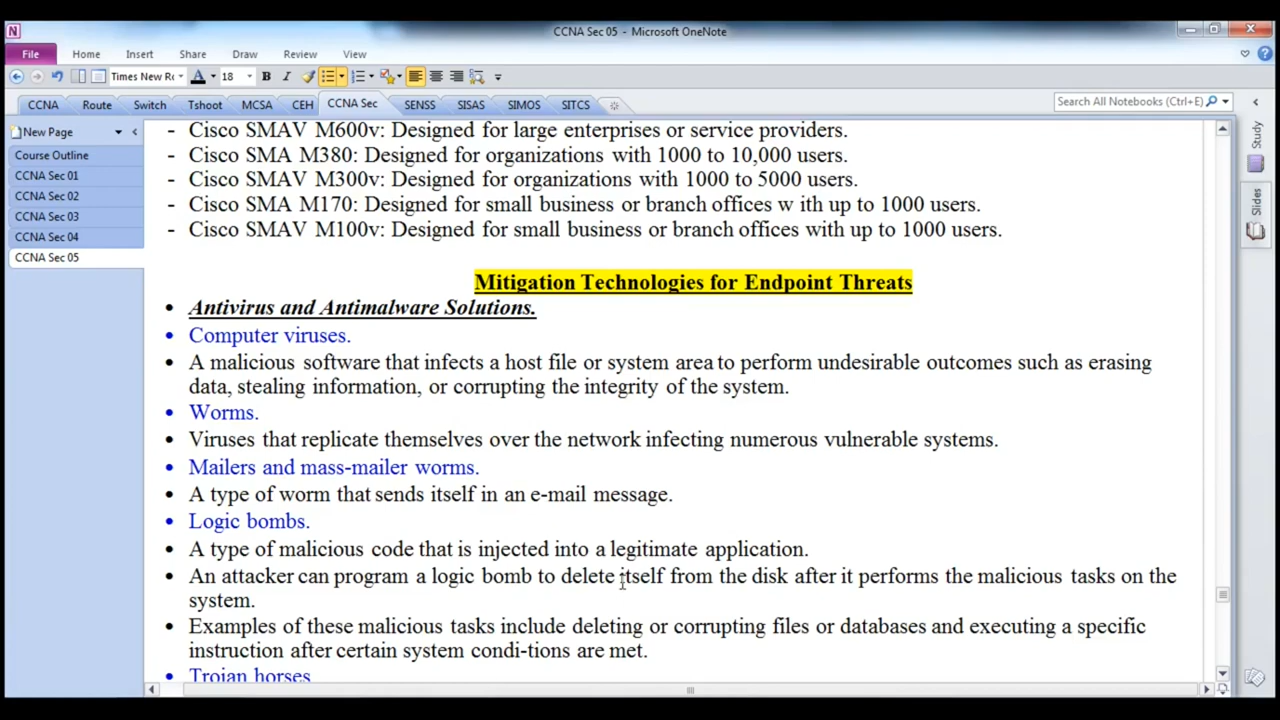 CCNA Sec 05 - Microsoft OneNote
File Home Insert Share Draw Review View
Times New Ro 18 B I
CCNA Route Switch Tshoot MCSA CEH CCNA Sec SENSS SISAS SIMOS SITCS
Search All Notebooks (Ctrl+E)
New Page
Course Outline
CCNA Sec 01
CCNA Sec 02
CCNA Sec 03
CCNA Sec 04
CCNA Sec 05
- Cisco SMAV M600v: Designed for large enterprises or service providers.
- Cisco SMA M380: Designed for organizations with 1000 to 10,000 users.
- Cisco SMAV M300v: Designed for organizations with 1000 to 5000 users.
- Cisco SMA M170: Designed for small business or branch offices w ith up to 1000 users.
- Cisco SMAV M100v: Designed for small business or branch offices with up to 1000 users.
Mitigation Technologies for Endpoint Threats
• Antivirus and Antimalware Solutions.
• Computer viruses.
• A malicious software that infects a host file or system area to perform undesirable outcomes such as erasing
data, stealing information, or corrupting the integrity of the system.
• Worms.
• Viruses that replicate themselves over the network infecting numerous vulnerable systems.
• Mailers and mass-mailer worms.
• A type of worm that sends itself in an e-mail message.
• Logic bombs.
• A type of malicious code that is injected into a legitimate application.
• An attacker can program a logic bomb to delete itself from the disk after it performs the malicious tasks on the
system.
• Examples of these malicious tasks include deleting or corrupting files or databases and executing a specific
instruction after certain system condi-tions are met.
• Trojan horses
Study
Slides